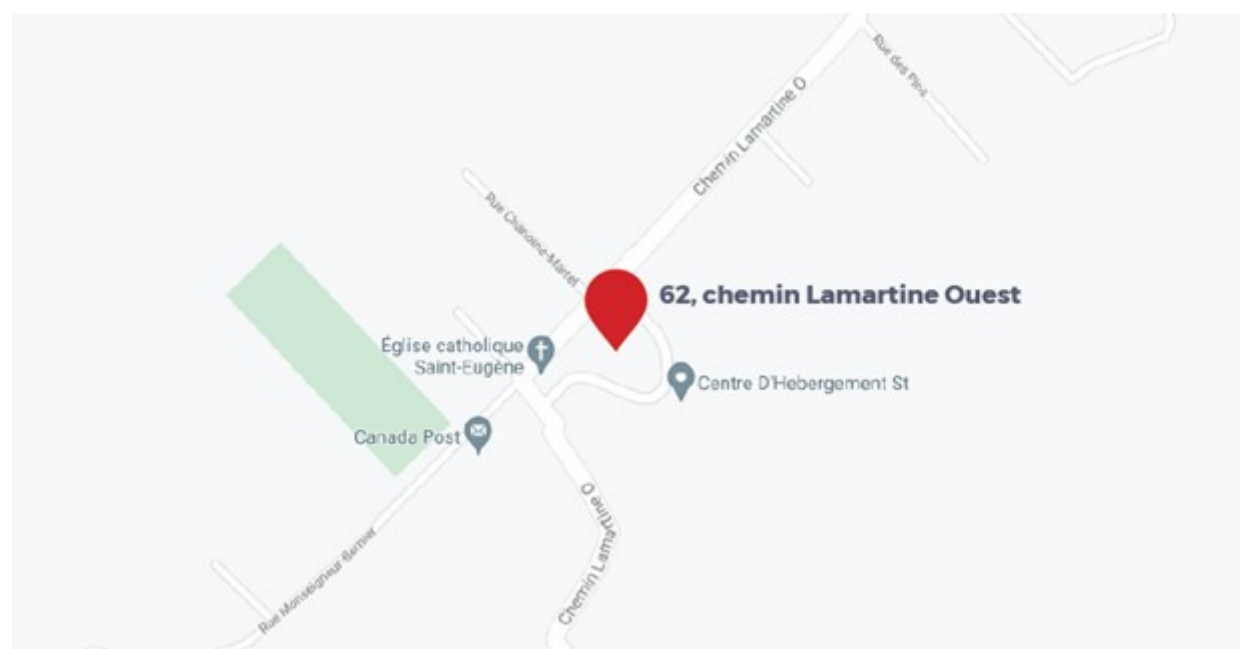 Rue des Pins
Chemin Lamartine O
Rue Chanoine-Martel
62, chemin Lamartine Ouest
Église catholique
Saint-Eugène
Centre D'Hebergement St
Canada Post
Chemin Lamartine O
Rue Monseigneur-Bernier